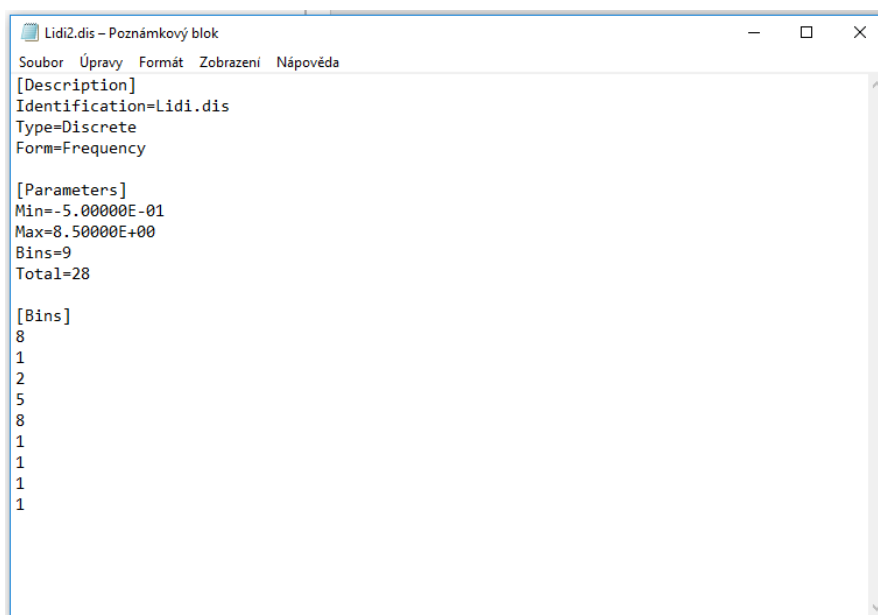 Lidi2.dis – Poznámkový blok
Soubor Úpravy Formát Zobrazení Nápověda
[Description]
Identification=Lidi.dis
Type=Discrete
Form=Frequency
[Parameters]
Min=-5.00000E-01
Max=8.50000E+00
Bins=9
Total=28
[Bins]
8
1
2
5
8
1
1
1
1